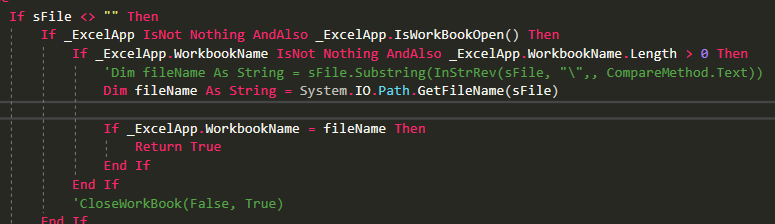 If sFile <> "" Then
If _ExcelApp IsNot Nothing AndAlso _ExcelApp.IsWorkBookOpen() Then
If _ExcelApp.WorkbookName IsNot Nothing AndAlso _ExcelApp.WorkbookName.Length > 0 Then
'Dim fileName As String = sFile.Substring(InStrRev(sFile, "\",, CompareMethod.Text))
Dim fileName As String = System.IO.Path.GetFileName(sFile)
If _ExcelApp.WorkbookName = fileName Then
Return True
End If
End If
'CloseWorkBook(False, True)
End If